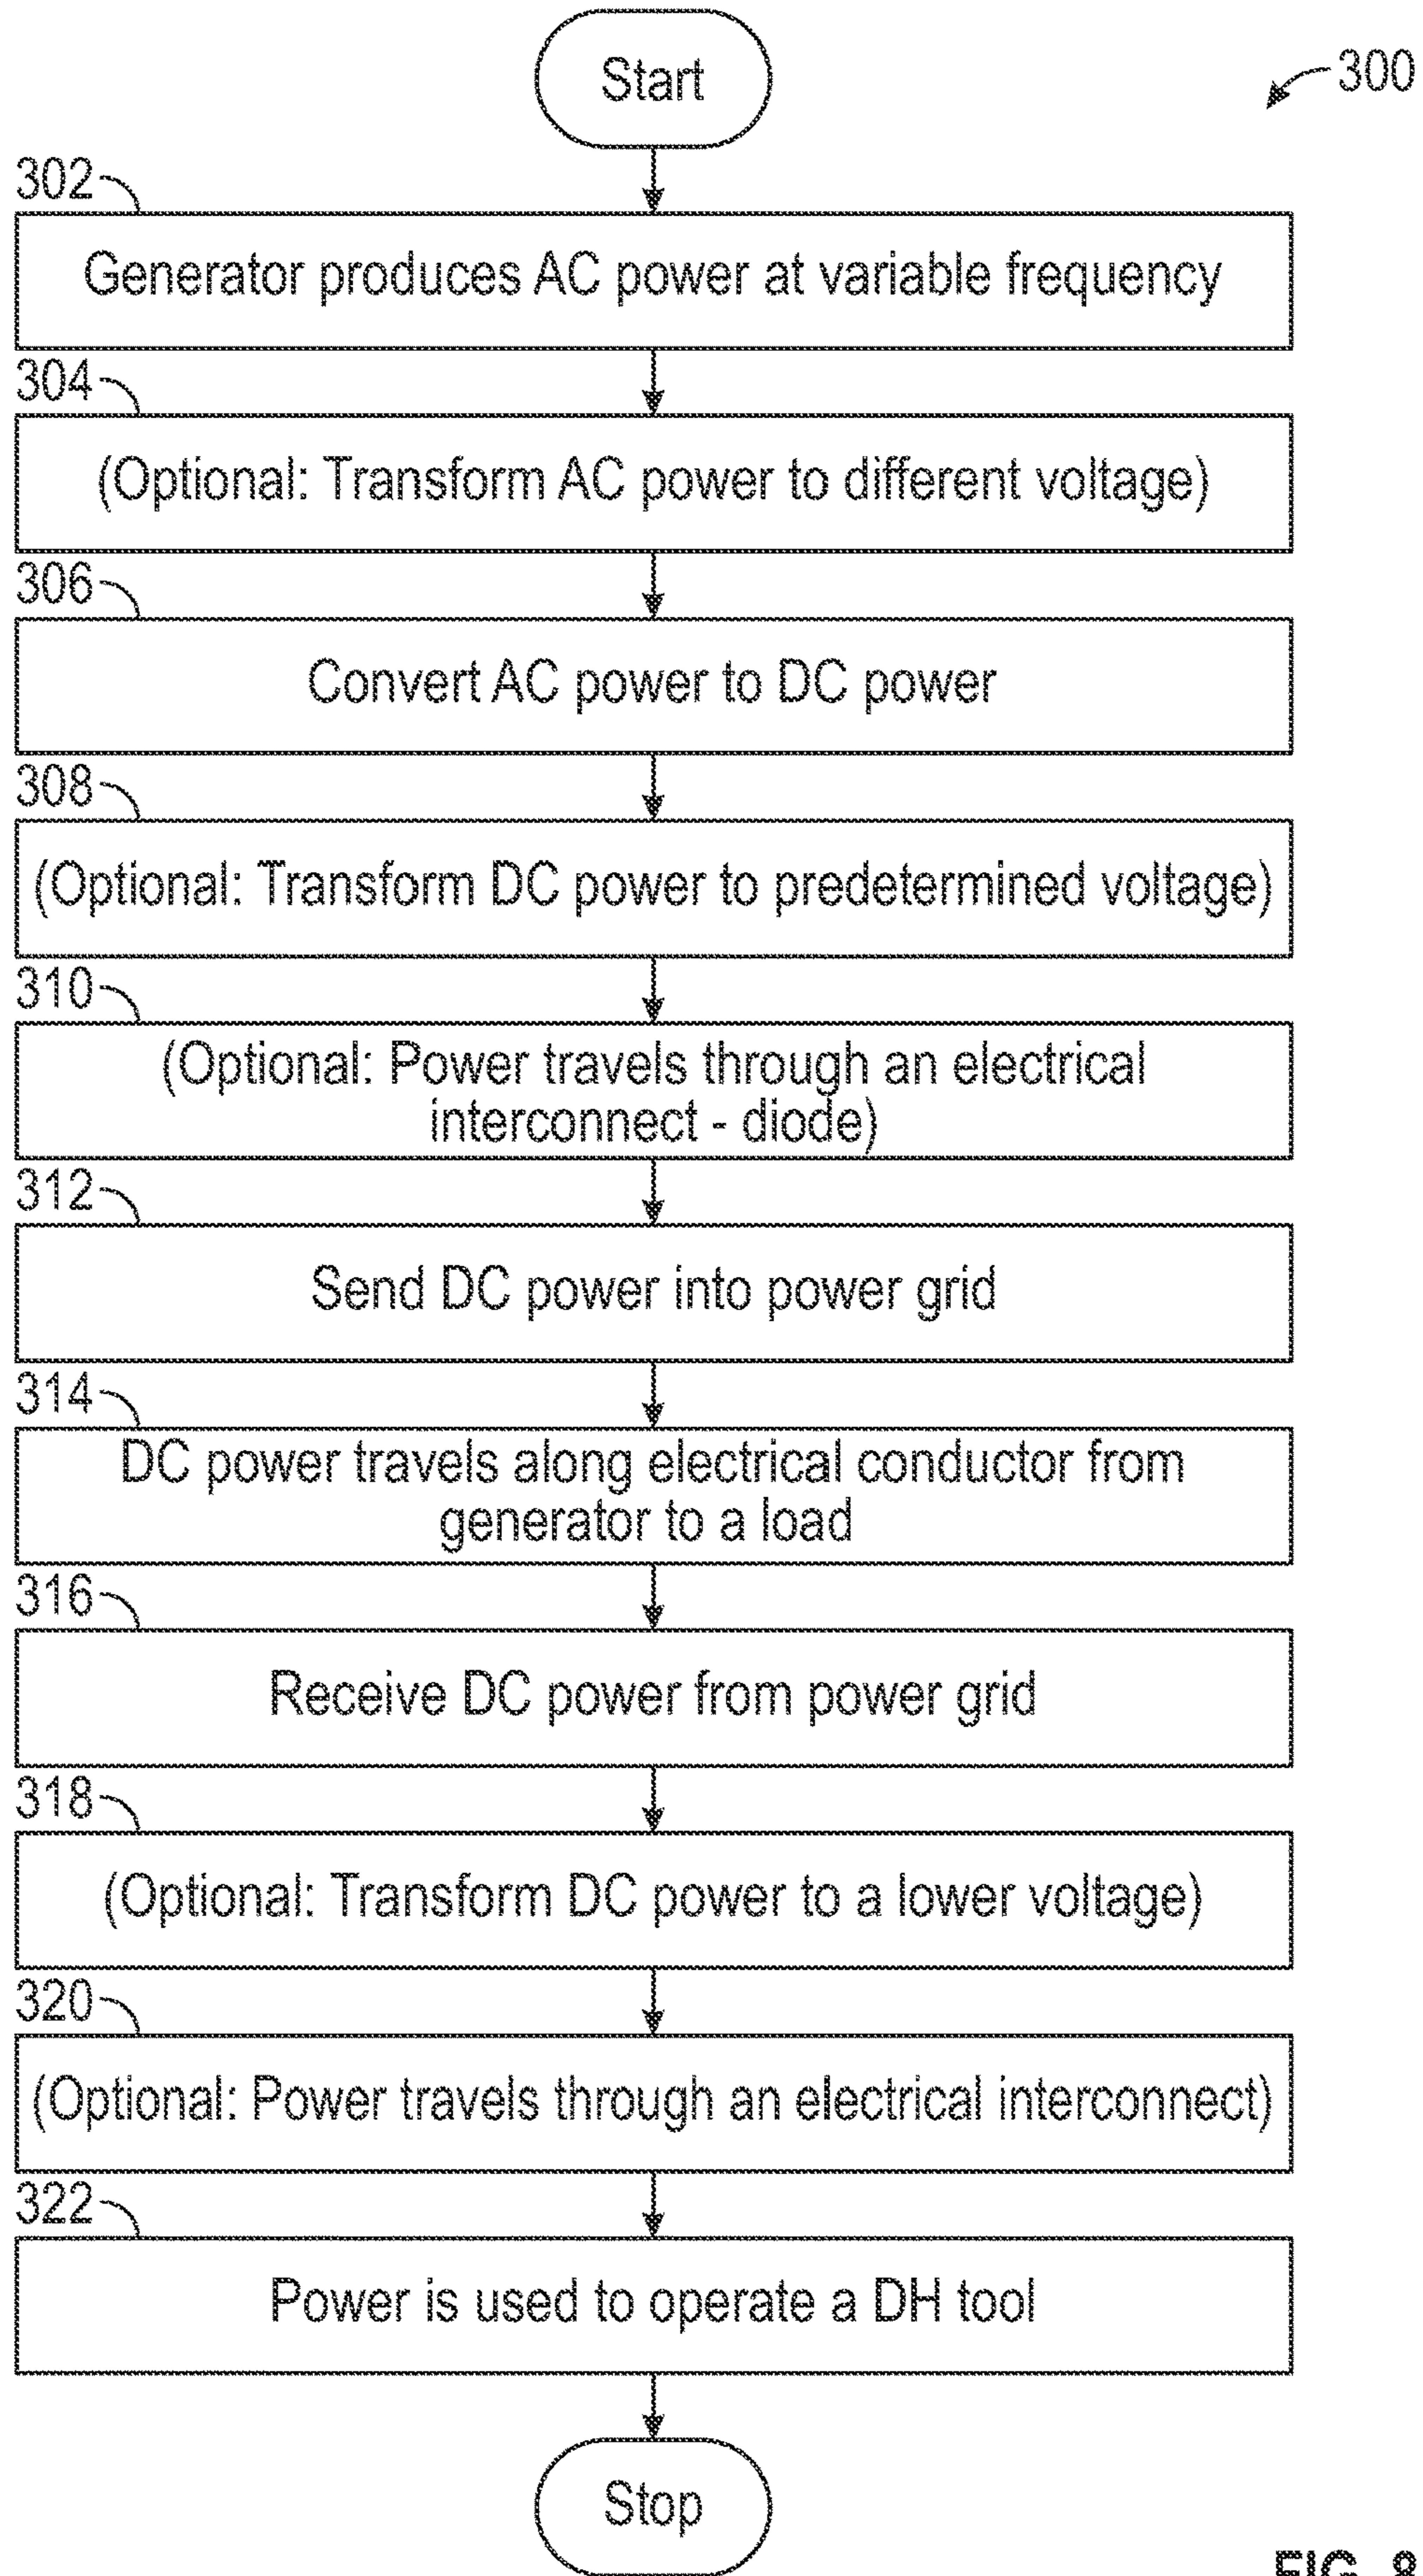 Start
300
302
Generator produces AC power at variable frequency
304
(Optional: Transform AC power to different voltage)
306
Convert AC power to DC power
308
(Optional: Transform DC power to predetermined voltage)
310
(Optional: Power travels through an electrical
interconnect - diode)
312
Send DC power into power grid
314
DC power travels along electrical conductor from
generator to a load
316
Receive DC power from power grid
318
(Optional: Transform DC power to a lower voltage)
320
(Optional: Power travels through an electrical interconnect)
322
Power is used to operate a DH tool
Stop
FIG. 8